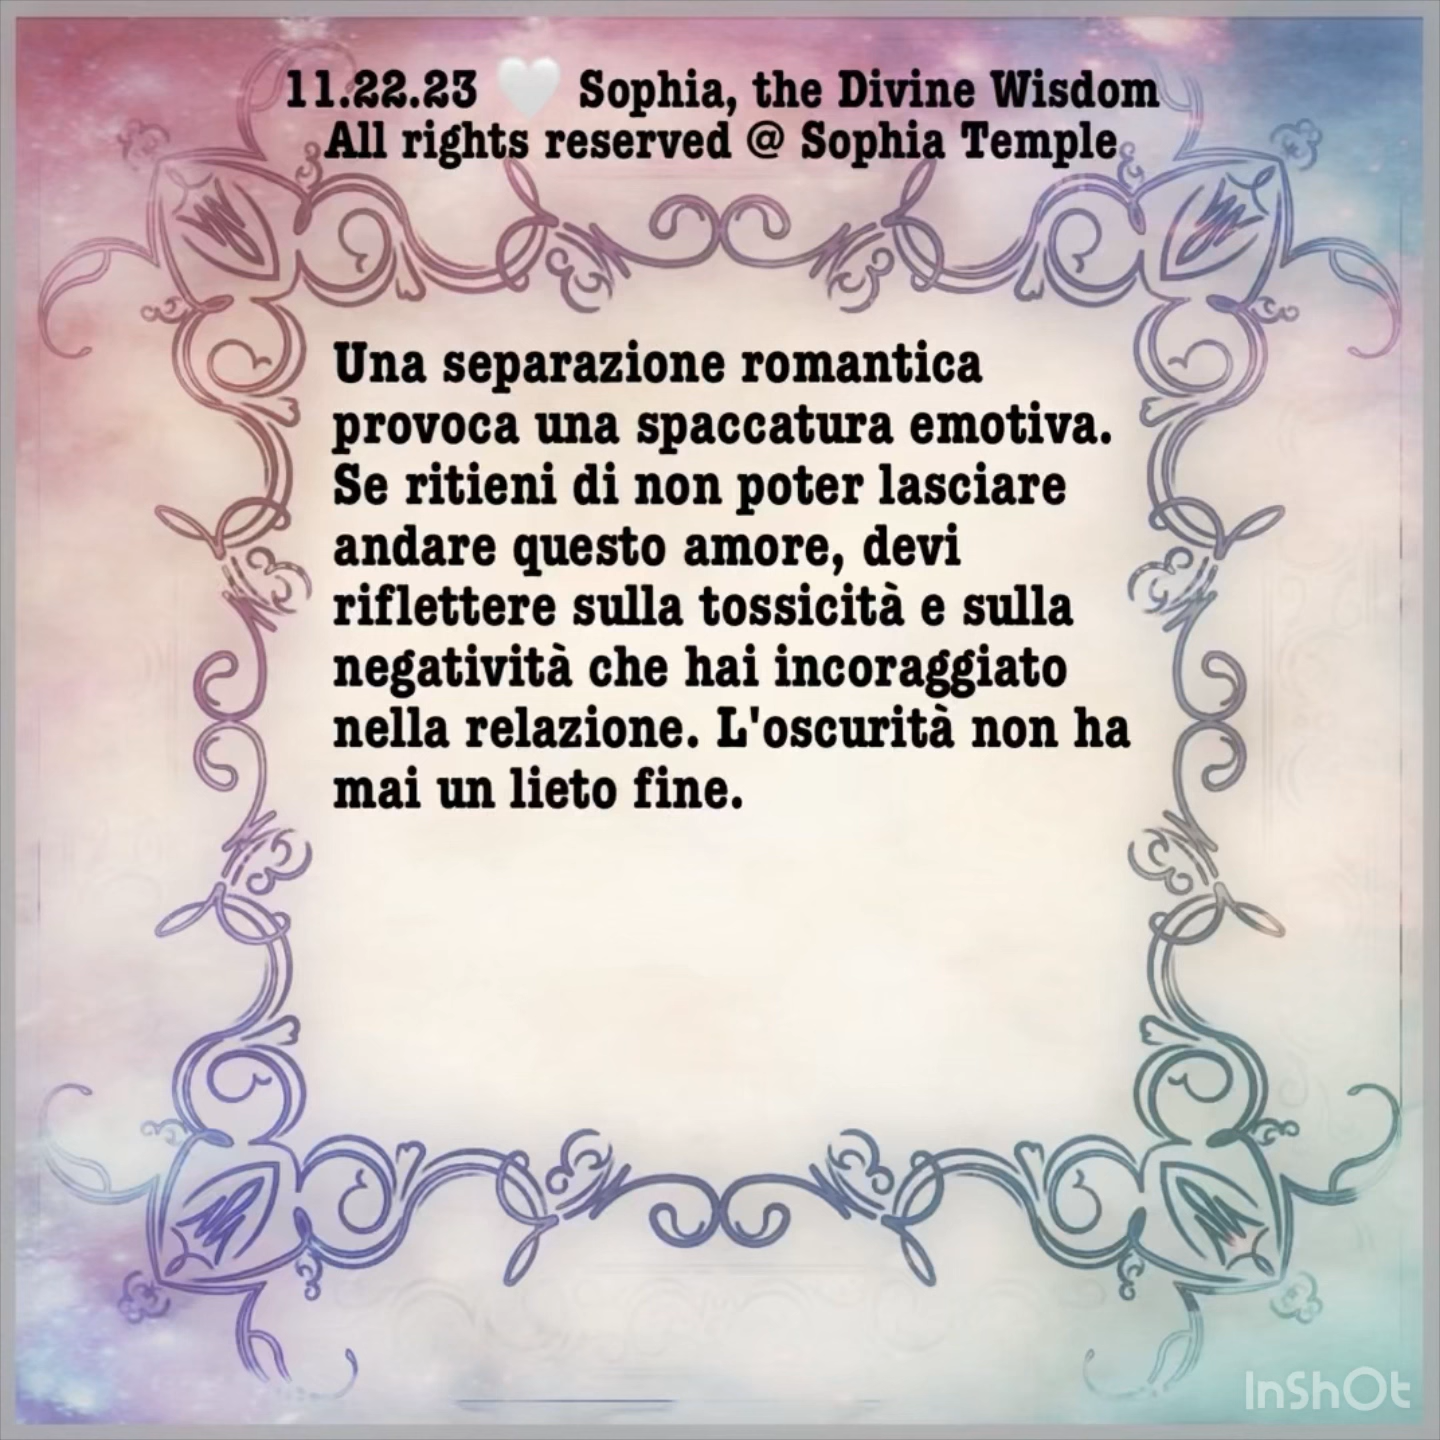 11.22.23 🤍 Sophia, the Divine Wisdom
All rights reserved @ Sophia Temple
Una separazione romantica
provoca una spaccatura emotiva.
Se ritieni di non poter lasciare
andare questo amore, devi
riflettere sulla tossicità e sulla
negatività che hai incoraggiato
nella relazione. L'oscurità non ha
mai un lieto fine.
InShOt